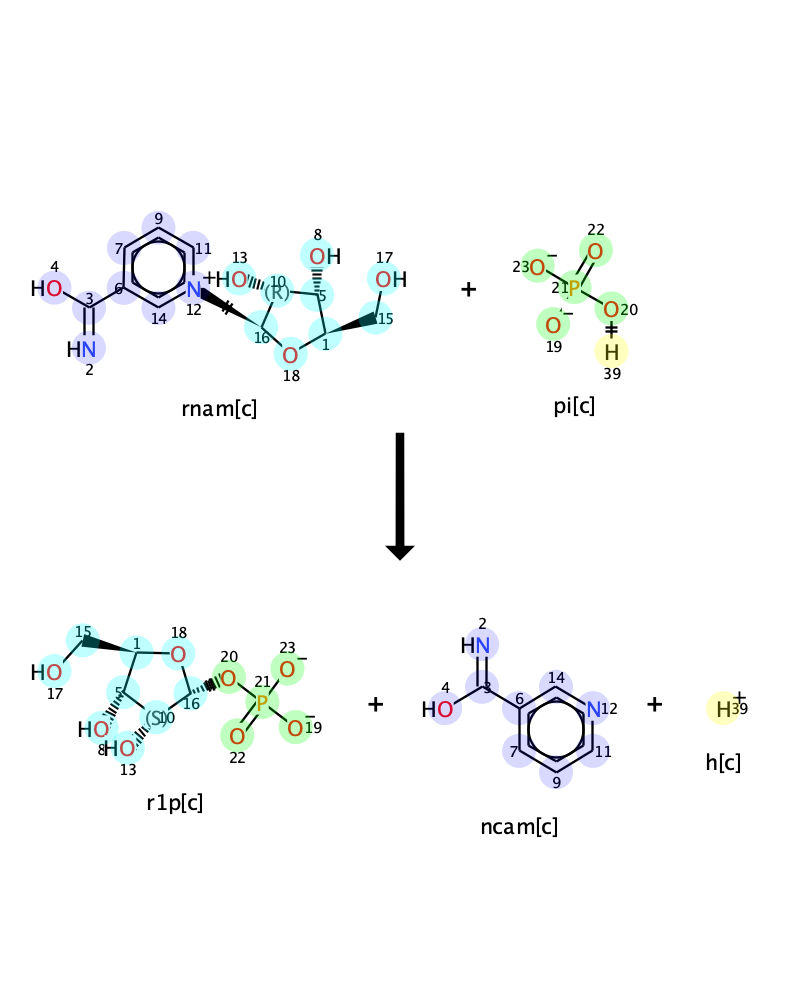 9
7 11
4 6 N + 12
HO 3 14
HN
2
8
13 OH 17
HO 10 (R) OH
5 15
16 1
O
18
rnam[c]
+
22
O
23 O − 21 P
O 20
O −
19 H
39
pi[c]
15 1 18
O 20 23
O O −
HO 5 16 21
17 (S) 10 P
HO O O − 19
8 HO 22
13
r1p[c]
+
2
HN
14
4 3 6 N 12
HO 7 11
9
ncam[c]
+
H + 39
h[c]